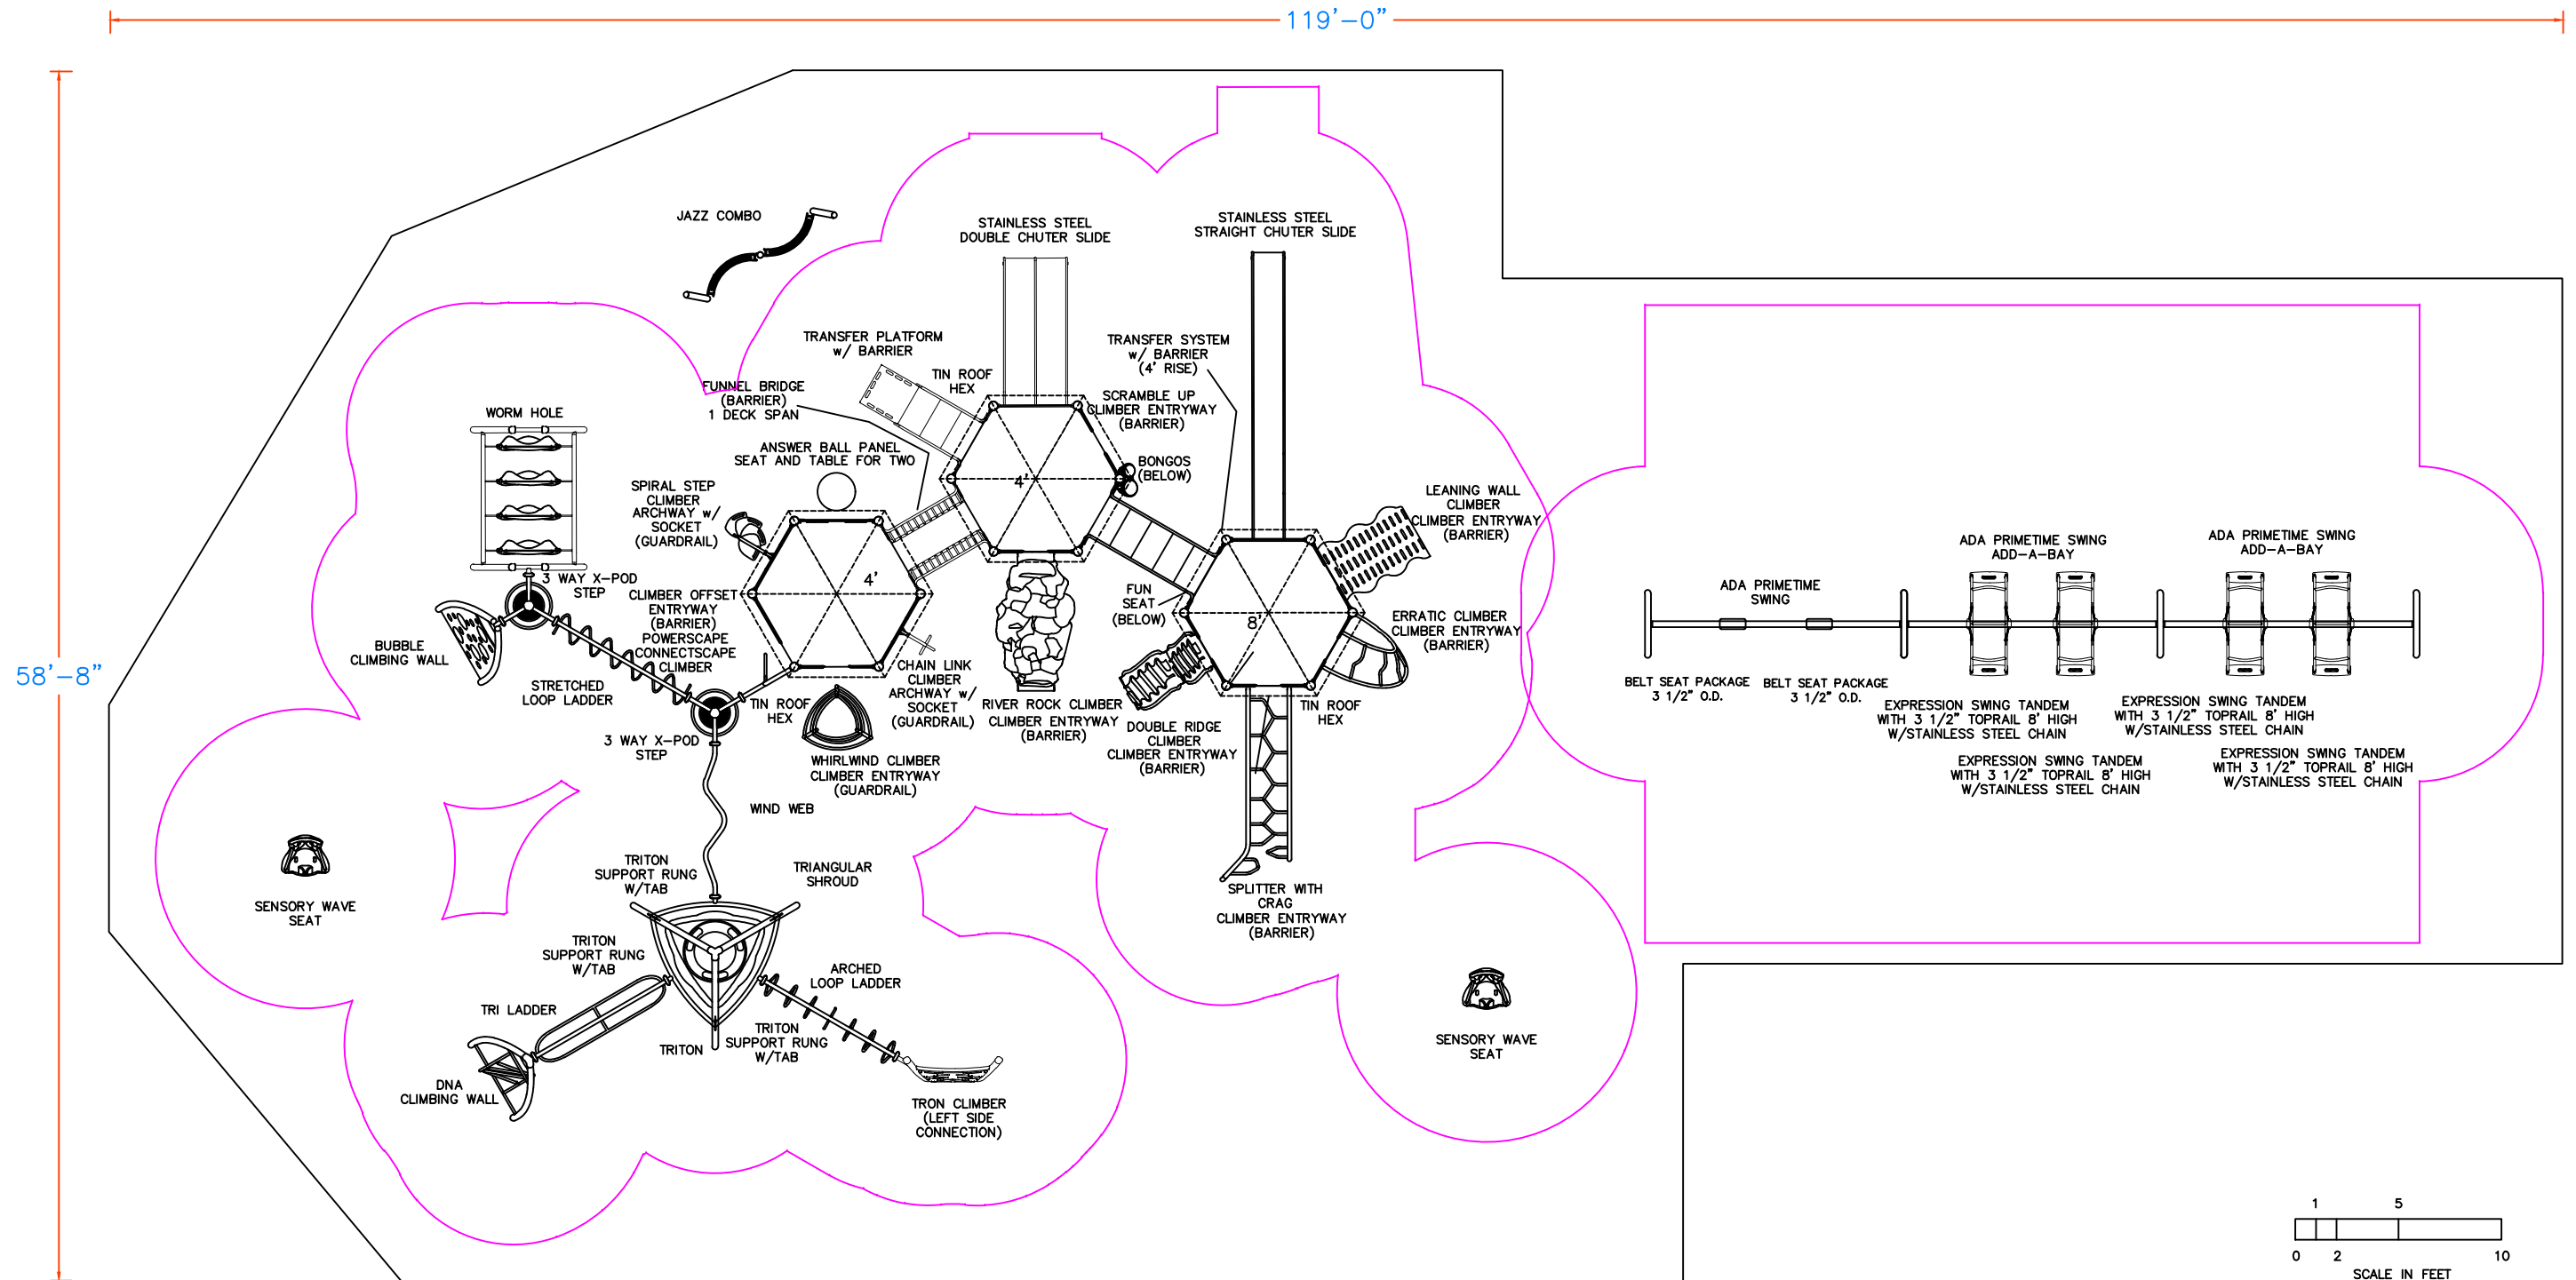 119'-0"
58'-8"
JAZZ COMBO
STAINLESS STEEL
DOUBLE CHUTER SLIDE
STAINLESS STEEL
STRAIGHT CHUTER SLIDE
TRANSFER PLATFORM
w/ BARRIER
TIN ROOF
HEX
TRANSFER SYSTEM
w/ BARRIER
(4' RISE)
FUNNEL BRIDGE
(BARRIER)
1 DECK SPAN
SCRAMBLE UP
CLIMBER ENTRYWAY
(BARRIER)
WORM HOLE
ANSWER BALL PANEL
SEAT AND TABLE FOR TWO
BONGOS
(BELOW)
4'
SPIRAL STEP
CLIMBER
ARCHWAY w/
SOCKET
(GUARDRAIL)
LEANING WALL
CLIMBER
CLIMBER ENTRYWAY
(BARRIER)
3 WAY X-POD
STEP
CLIMBER OFFSET
ENTRYWAY
(BARRIER)
POWERSCAPE
CONNECTSCAPE
CLIMBER
4'
FUN
SEAT
(BELOW)
8'
ERRATIC CLIMBER
CLIMBER ENTRYWAY
(BARRIER)
BUBBLE
CLIMBING WALL
STRETCHED
LOOP LADDER
TIN ROOF
HEX
CHAIN LINK
CLIMBER
ARCHWAY w/
SOCKET
(GUARDRAIL)
RIVER ROCK CLIMBER
CLIMBER ENTRYWAY
(BARRIER)
DOUBLE RIDGE
CLIMBER
CLIMBER ENTRYWAY
(BARRIER)
TIN ROOF
HEX
3 WAY X-POD
STEP
WHIRLWIND CLIMBER
CLIMBER ENTRYWAY
(GUARDRAIL)
WIND WEB
ADA PRIMETIME
SWING
ADA PRIMETIME SWING
ADD-A-BAY
ADA PRIMETIME SWING
ADD-A-BAY
BELT SEAT PACKAGE
3 1/2" O.D.
BELT SEAT PACKAGE
3 1/2" O.D.
EXPRESSION SWING TANDEM
WITH 3 1/2" TOPRAIL 8' HIGH
W/STAINLESS STEEL CHAIN
EXPRESSION SWING TANDEM
WITH 3 1/2" TOPRAIL 8' HIGH
W/STAINLESS STEEL CHAIN
EXPRESSION SWING TANDEM
WITH 3 1/2" TOPRAIL 8' HIGH
W/STAINLESS STEEL CHAIN
EXPRESSION SWING TANDEM
WITH 3 1/2" TOPRAIL 8' HIGH
W/STAINLESS STEEL CHAIN
TRITON
SUPPORT RUNG
W/TAB
TRIANGULAR
SHROUD
SENSORY WAVE
SEAT
SPLITTER WITH
CRAG
CLIMBER ENTRYWAY
(BARRIER)
TRITON
SUPPORT RUNG
W/TAB
ARCHED
LOOP LADDER
TRI LADDER
TRITON
TRITON
SUPPORT RUNG
W/TAB
SENSORY WAVE
SEAT
DNA
CLIMBING WALL
TRON CLIMBER
(LEFT SIDE
CONNECTION)
1 5
0 2 10
SCALE IN FEET